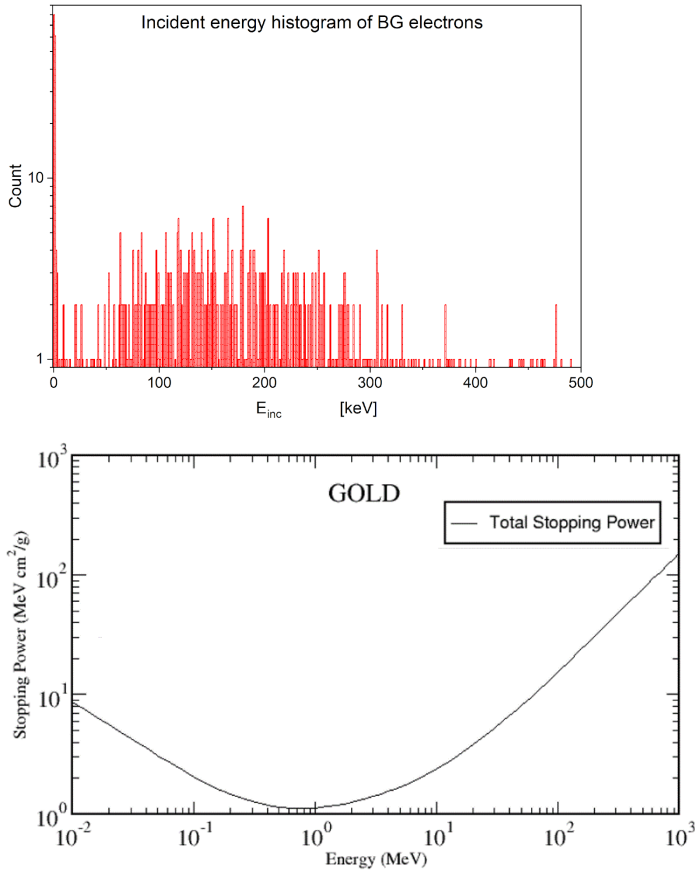 Incident energy histogram of BG electrons
Count
10
1
0 100 200 300 400 500
E_inc [keV]
GOLD
Total Stopping Power
Stopping Power (MeV cm^2/g)
10^3
10^2
10^1
10^0
10^-2 10^-1 10^0 10^1 10^2 10^3
Energy (MeV)